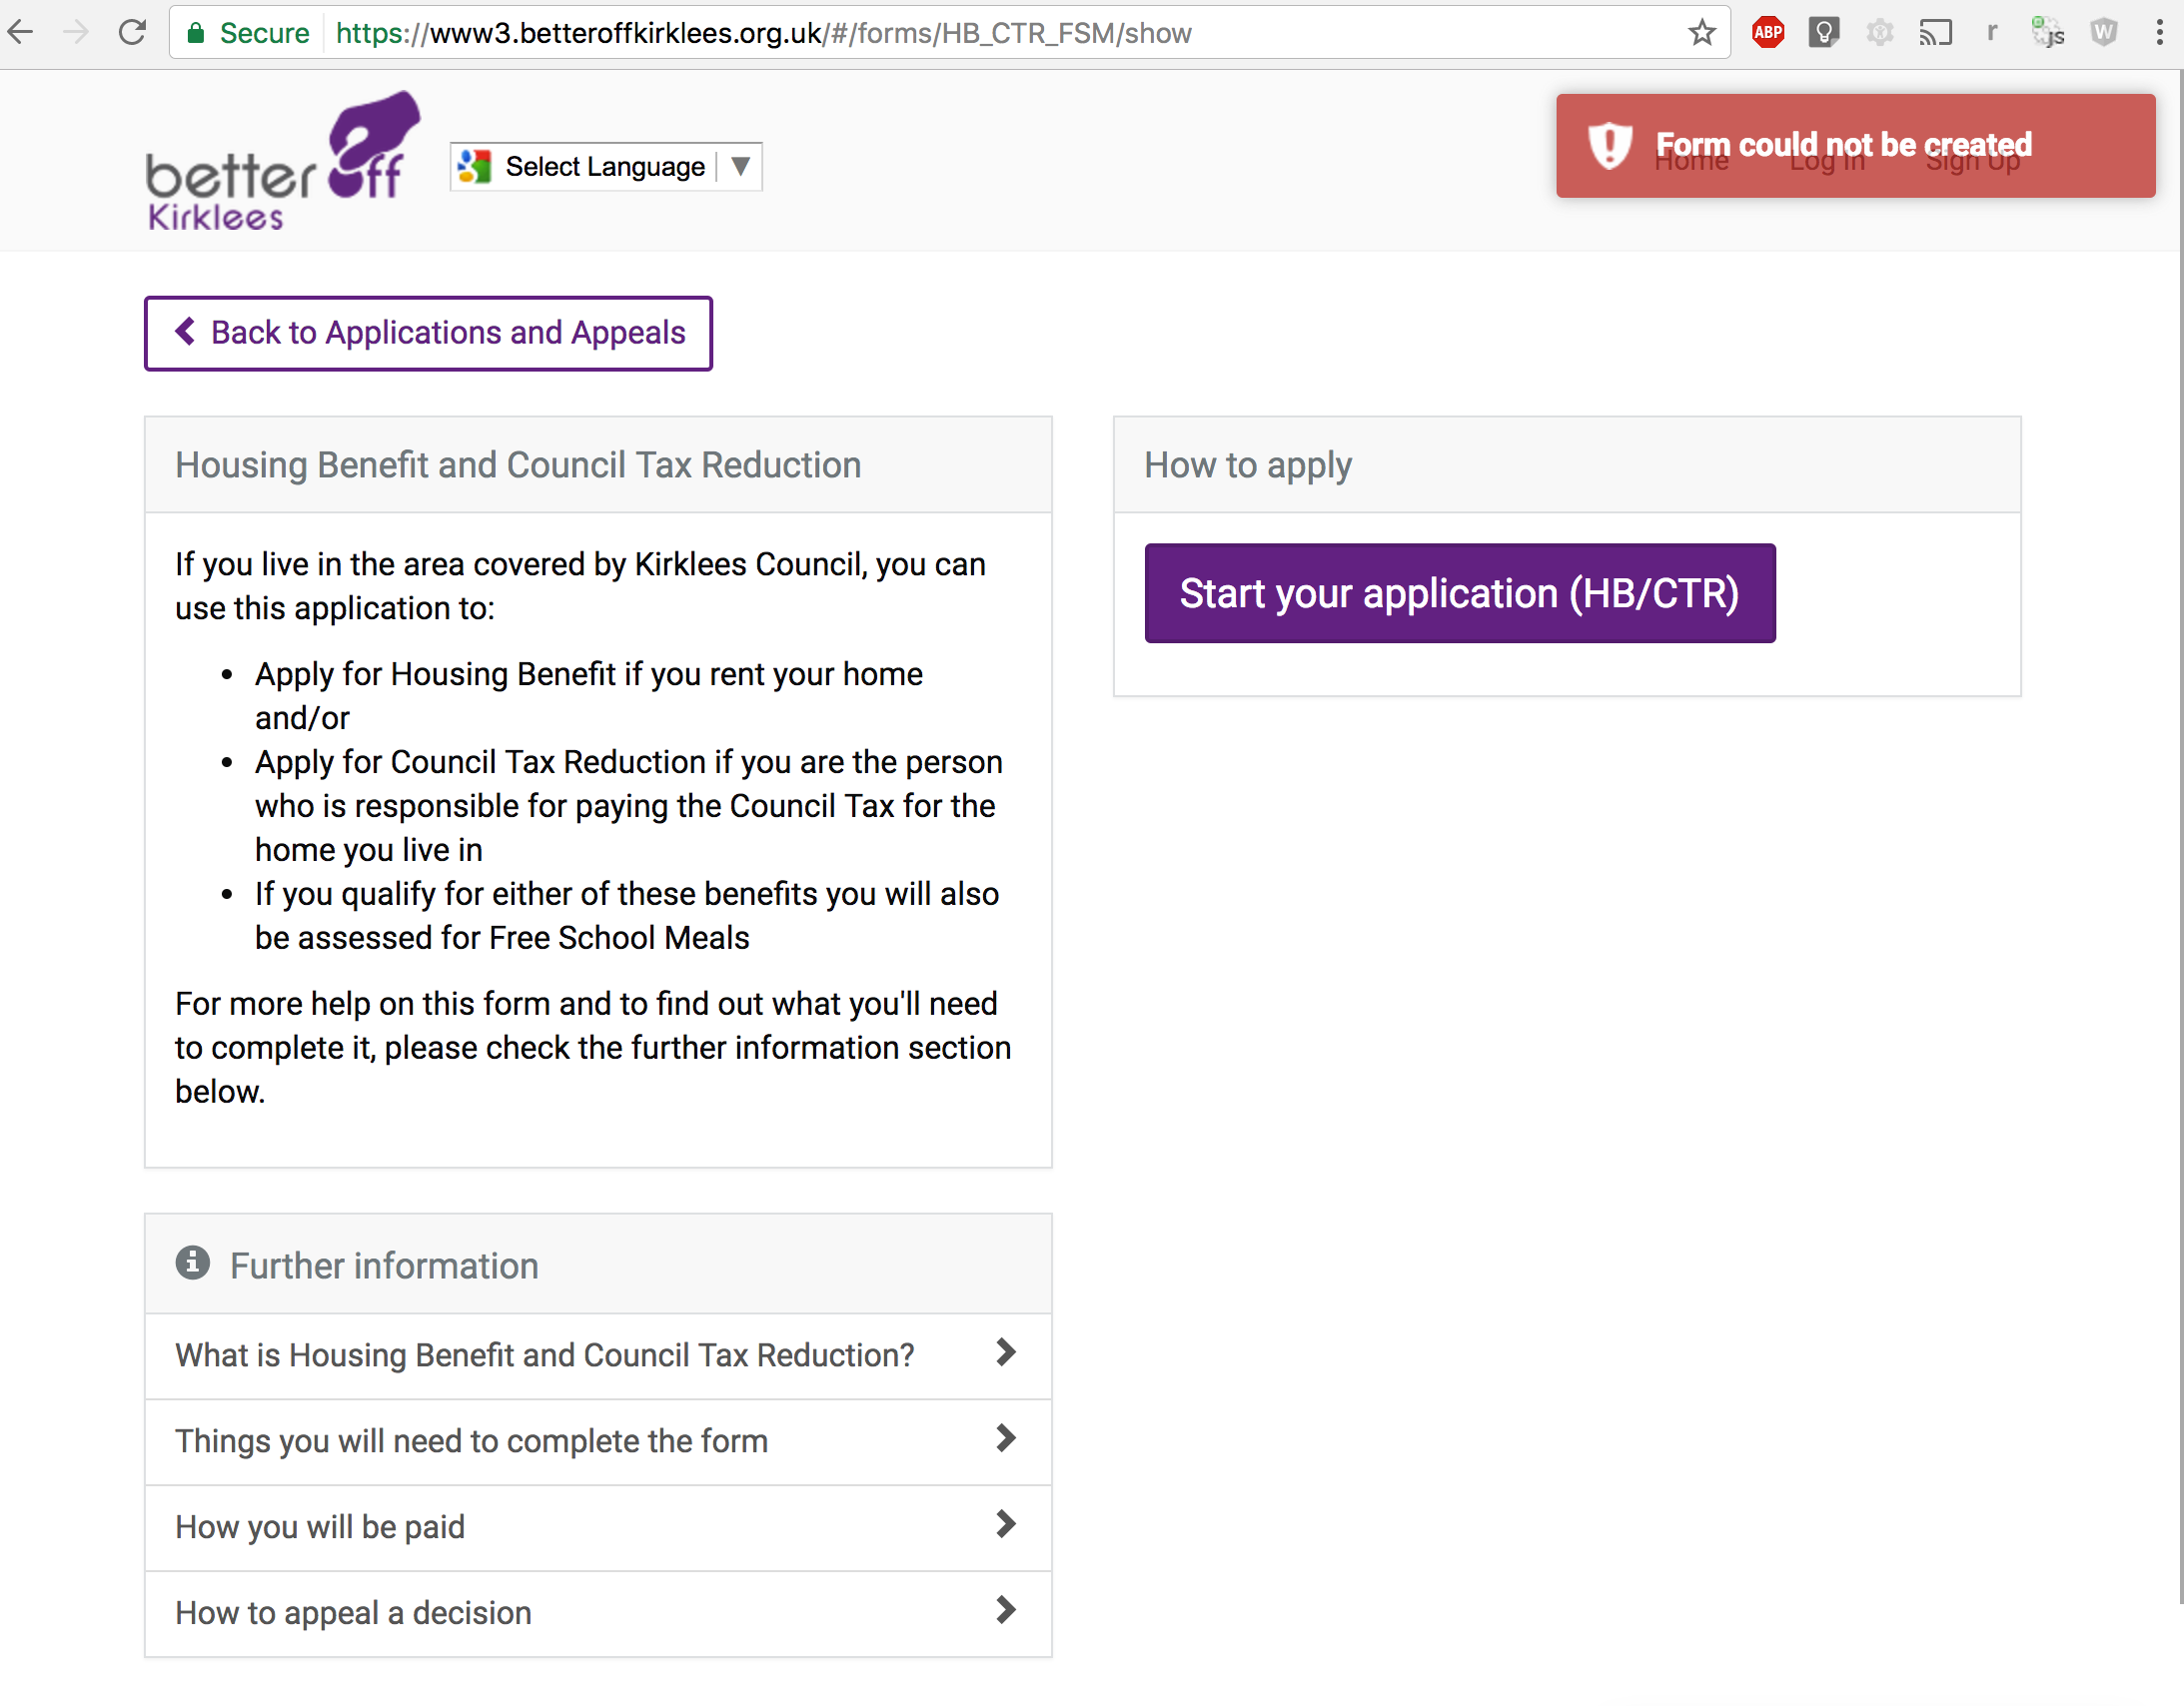 Secure https://www3.betteroffkirklees.org.uk/#/forms/HB_CTR_FSM/show
ABP r js W
better off
Kirklees
Select Language ▼
Form could not be created
Home Log In Sign Up
Back to Applications and Appeals
Housing Benefit and Council Tax Reduction
If you live in the area covered by Kirklees Council, you can
use this application to:
• Apply for Housing Benefit if you rent your home
and/or
• Apply for Council Tax Reduction if you are the person
who is responsible for paying the Council Tax for the
home you live in
• If you qualify for either of these benefits you will also
be assessed for Free School Meals
For more help on this form and to find out what you'll need
to complete it, please check the further information section
below.
How to apply
Start your application (HB/CTR)
Further information
What is Housing Benefit and Council Tax Reduction?
Things you will need to complete the form
How you will be paid
How to appeal a decision